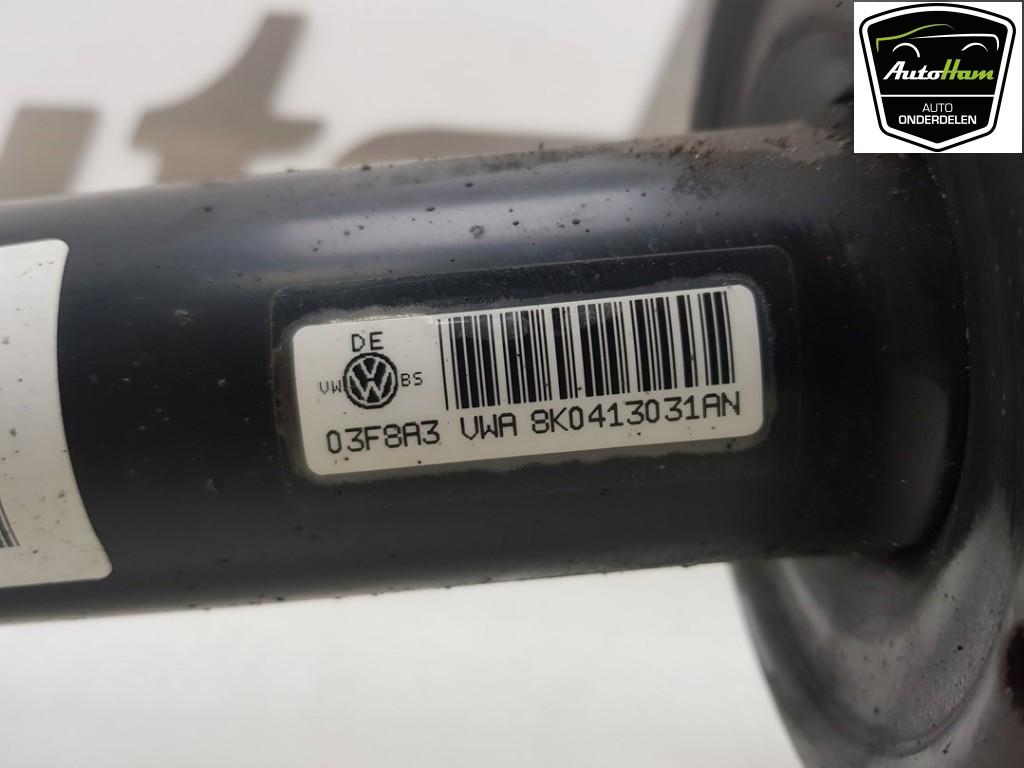 AutoHam
AUTO
ONDERDELEN
DE
VW BS
03F8A3 VWA 8K0413031AN